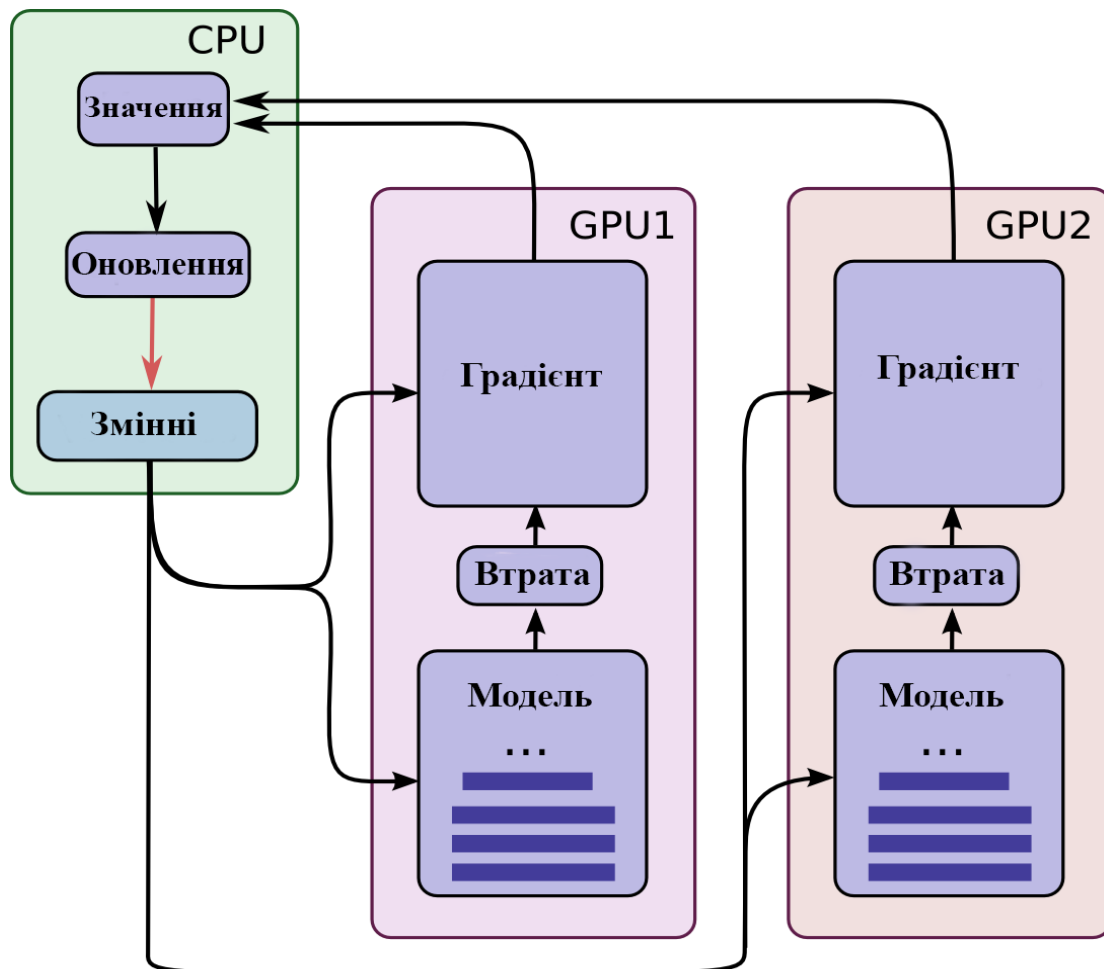 CPU
Значення
Оновлення
Змінні
GPU1
Градієнт
Втрата
Модель
...
GPU2
Градієнт
Втрата
Модель
...